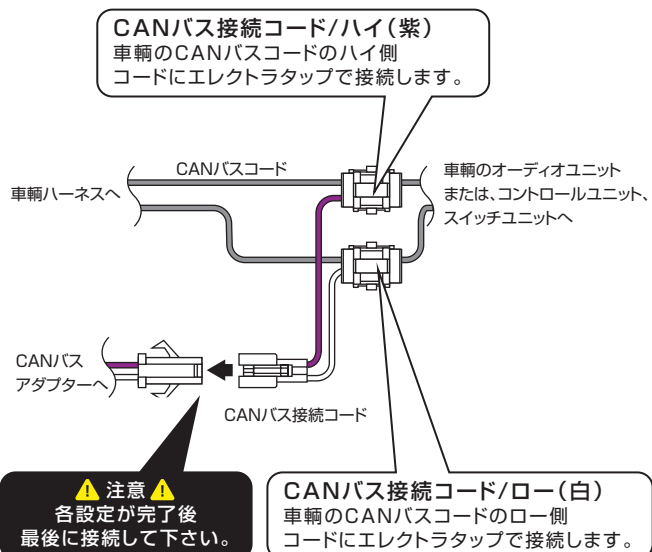 CANバス接続コード/ハイ(紫)
車輌のCANバスコードのハイ側
コードにエレクトラタップで接続します。
CANバスコード
車輌ハーネスへ
車輌のオーディオユニット
または、コントロールユニット、
スイッチユニットへ
CANバス
アダプターへ
CANバス接続コード
注意
各設定が完了後
最後に接続して下さい。
CANバス接続コード/ロー(白)
車輌のCANバスコードのロー側
コードにエレクトラタップで接続します。